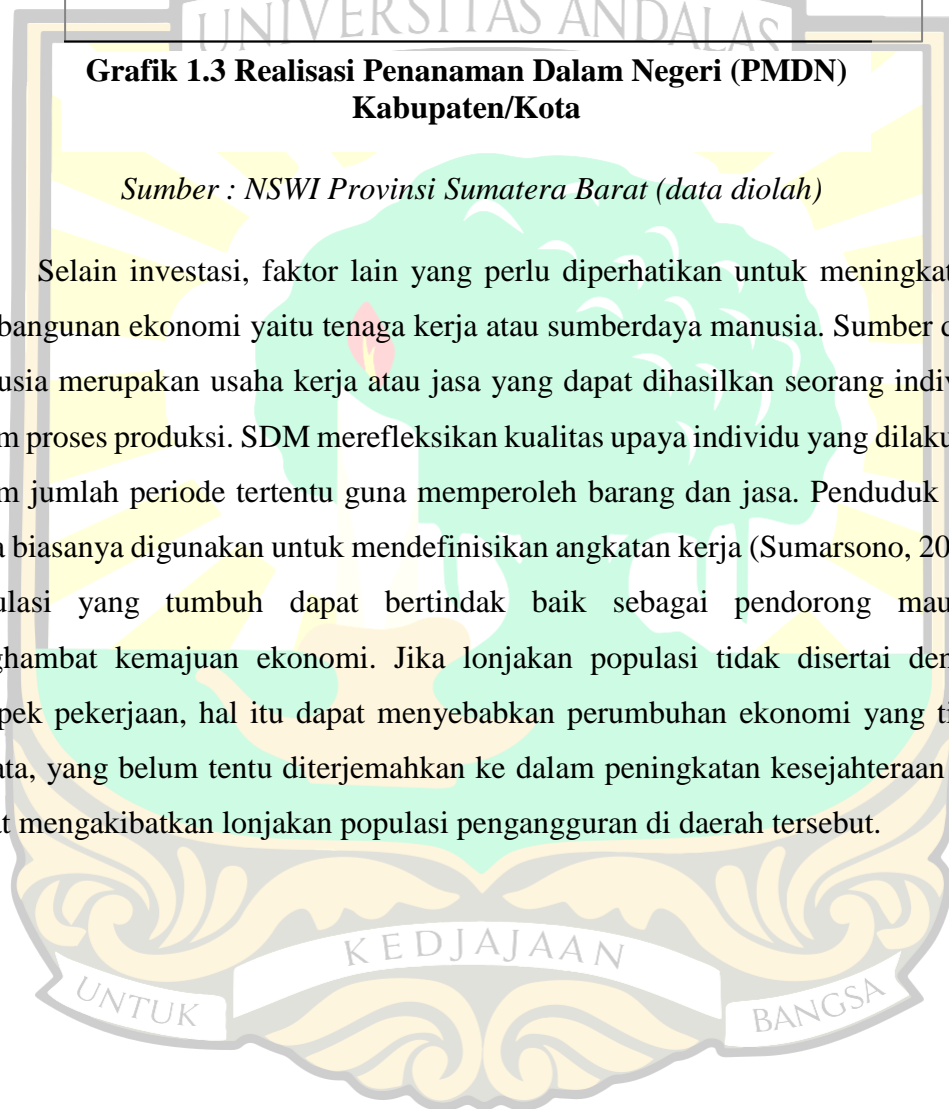 UNIVERSITAS ANDALAS
Grafik 1.3 Realisasi Penanaman Dalam Negeri (PMDN)
Kabupaten/Kota
Sumber : NSWI Provinsi Sumatera Barat (data diolah)
Selain investasi, faktor lain yang perlu diperhatikan untuk meningkat
bangunan ekonomi yaitu tenaga kerja atau sumberdaya manusia. Sumber d
usia merupakan usaha kerja atau jasa yang dapat dihasilkan seorang indiv
m proses produksi. SDM merefleksikan kualitas upaya individu yang dilaku
m jumlah periode tertentu guna memperoleh barang dan jasa. Penduduk
a biasanya digunakan untuk mendefinisikan angkatan kerja (Sumarsono, 20
ulasi yang tumbuh dapat bertindak baik sebagai pendorong mau
ghambat kemajuan ekonomi. Jika lonjakan populasi tidak disertai den
pek pekerjaan, hal itu dapat menyebabkan perumbuhan ekonomi yang ti
ata, yang belum tentu diterjemahkan ke dalam peningkatan kesejahteraan
at mengakibatkan lonjakan populasi pengangguran di daerah tersebut.
KEDJAJAAN
UNTUK BANGSA